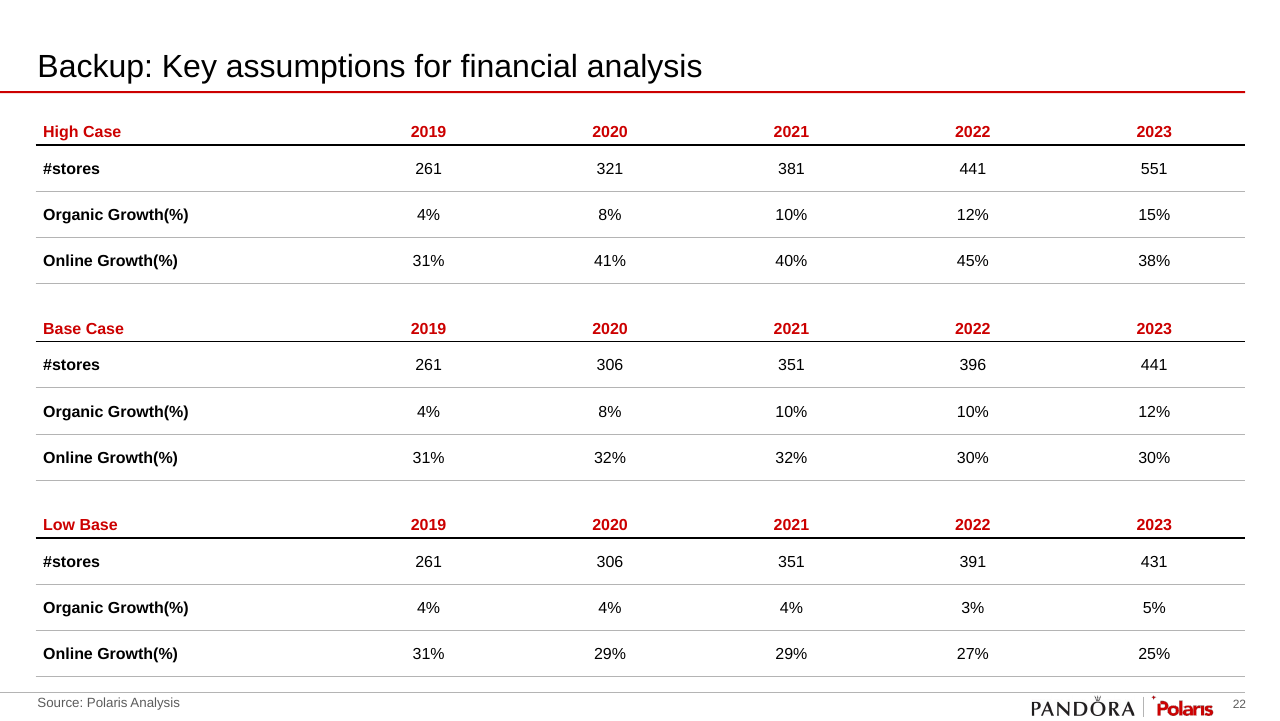 Backup: Key assumptions for financial analysis
High Case 2019 2020 2021 2022 2023
#stores 261 321 381 441 551
Organic Growth(%) 4% 8% 10% 12% 15%
Online Growth(%) 31% 41% 40% 45% 38%
Base Case 2019 2020 2021 2022 2023
#stores 261 306 351 396 441
Organic Growth(%) 4% 8% 10% 10% 12%
Online Growth(%) 31% 32% 32% 30% 30%
Low Base 2019 2020 2021 2022 2023
#stores 261 306 351 391 431
Organic Growth(%) 4% 4% 4% 3% 5%
Online Growth(%) 31% 29% 29% 27% 25%
Source: Polaris Analysis
PANDORA Polaris 22